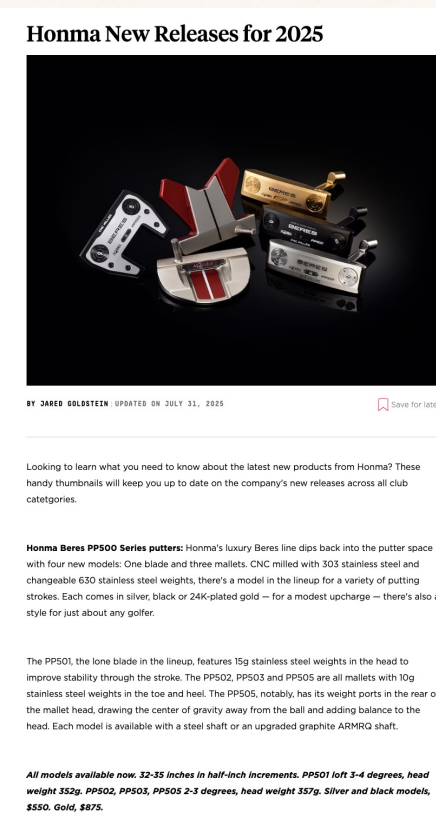 Honma New Releases for 2025
BERES
BERES
BERES
BERES
BY JARED GOLDSTEIN UPDATED ON JULY 31, 2025
Save for late
Looking to learn what you need to know about the latest new products from Honma? These
handy thumbnails will keep you up to date on the company's new releases across all club
catetgories.
Honma Beres PP500 Series putters: Honma's luxury Beres line dips back into the putter space
with four new models: One blade and three mallets. CNC milled with 303 stainless steel and
changeable 630 stainless steel weights, there's a model in the lineup for a variety of putting
strokes. Each comes in silver, black or 24K-plated gold — for a modest upcharge — there's also a
style for just about any golfer.
The PP501, the lone blade in the lineup, features 15g stainless steel weights in the head to
improve stability through the stroke. The PP502, PP503 and PP505 are all mallets with 10g
stainless steel weights in the toe and heel. The PP505, notably, has its weight ports in the rear o
the mallet head, drawing the center of gravity away from the ball and adding balance to the
head. Each model is available with a steel shaft or an upgraded graphite ARMRQ shaft.
All models available now. 32-35 inches in half-inch increments. PP501 loft 3-4 degrees, head
weight 352g. PP502, PP503, PP505 2-3 degrees, head weight 357g. Silver and black models,
$550. Gold, $875.